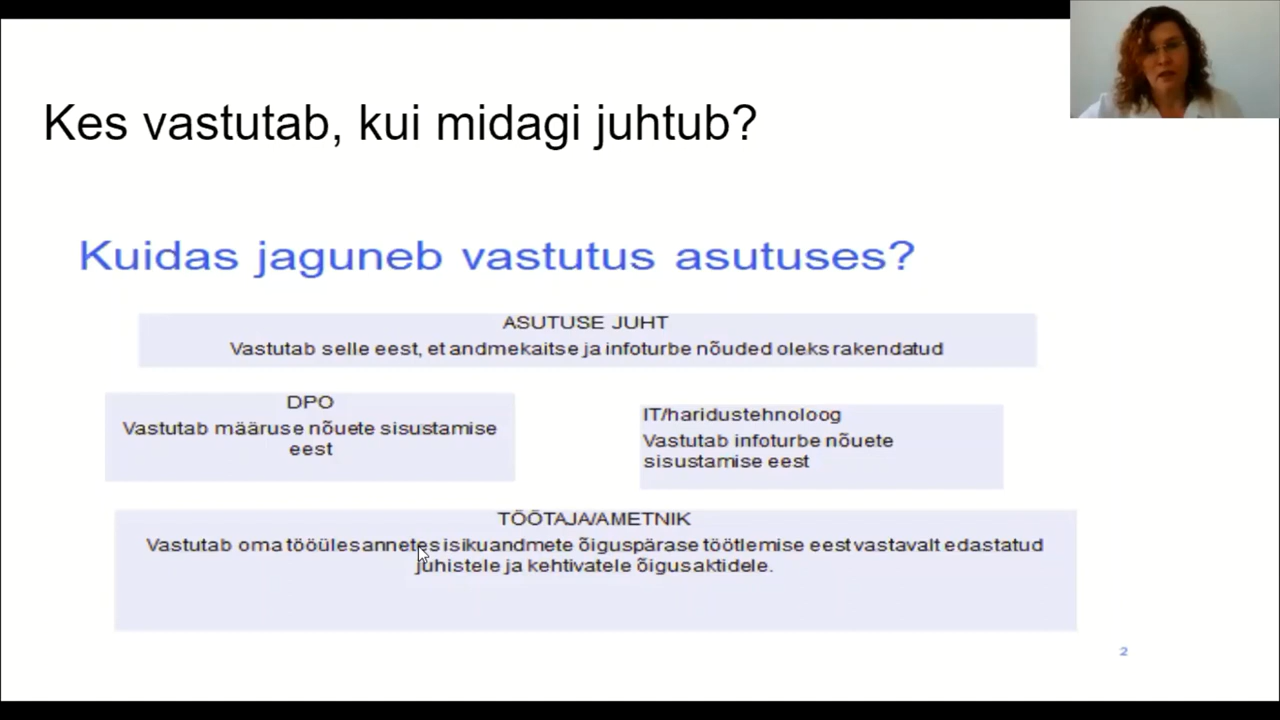 Kes vastutab, kui midagi juhtub?
Kuidas jaguneb vastutus asutuses?
ASUTUSE JUHT
Vastutab selle eest, et andmekaitse ja infoturbe nõuded oleks rakendatud
DPO
Vastutab määruse nõuete sisustamise
eest
IT/haridustehnoloog
Vastutab infoturbe nõuete
sisustamise eest
TÖÖTAJA/AMETNIK
Vastutab oma tööülesannetes isikuandmete õiguspärase töötlemise eest vastavalt edastatud
juhistele ja kehtivatele õigusaktidele.
2